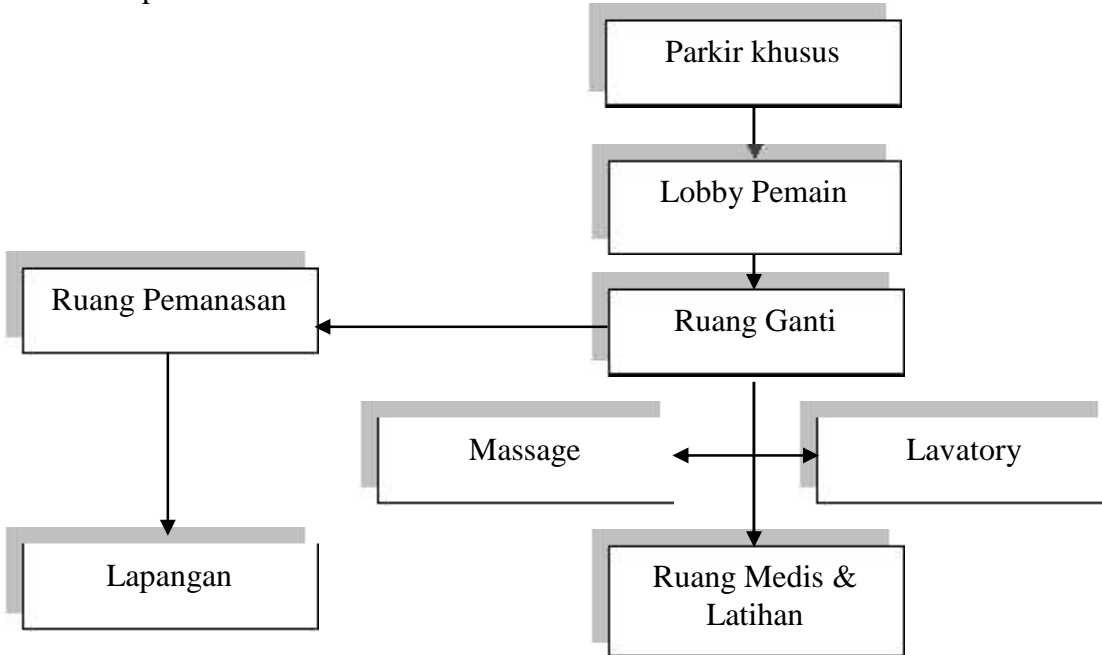 Parkir khusus
Lobby Pemain
Ruang Pemanasan
Ruang Ganti
Massage
Lavatory
Lapangan
Ruang Medis &
Latihan